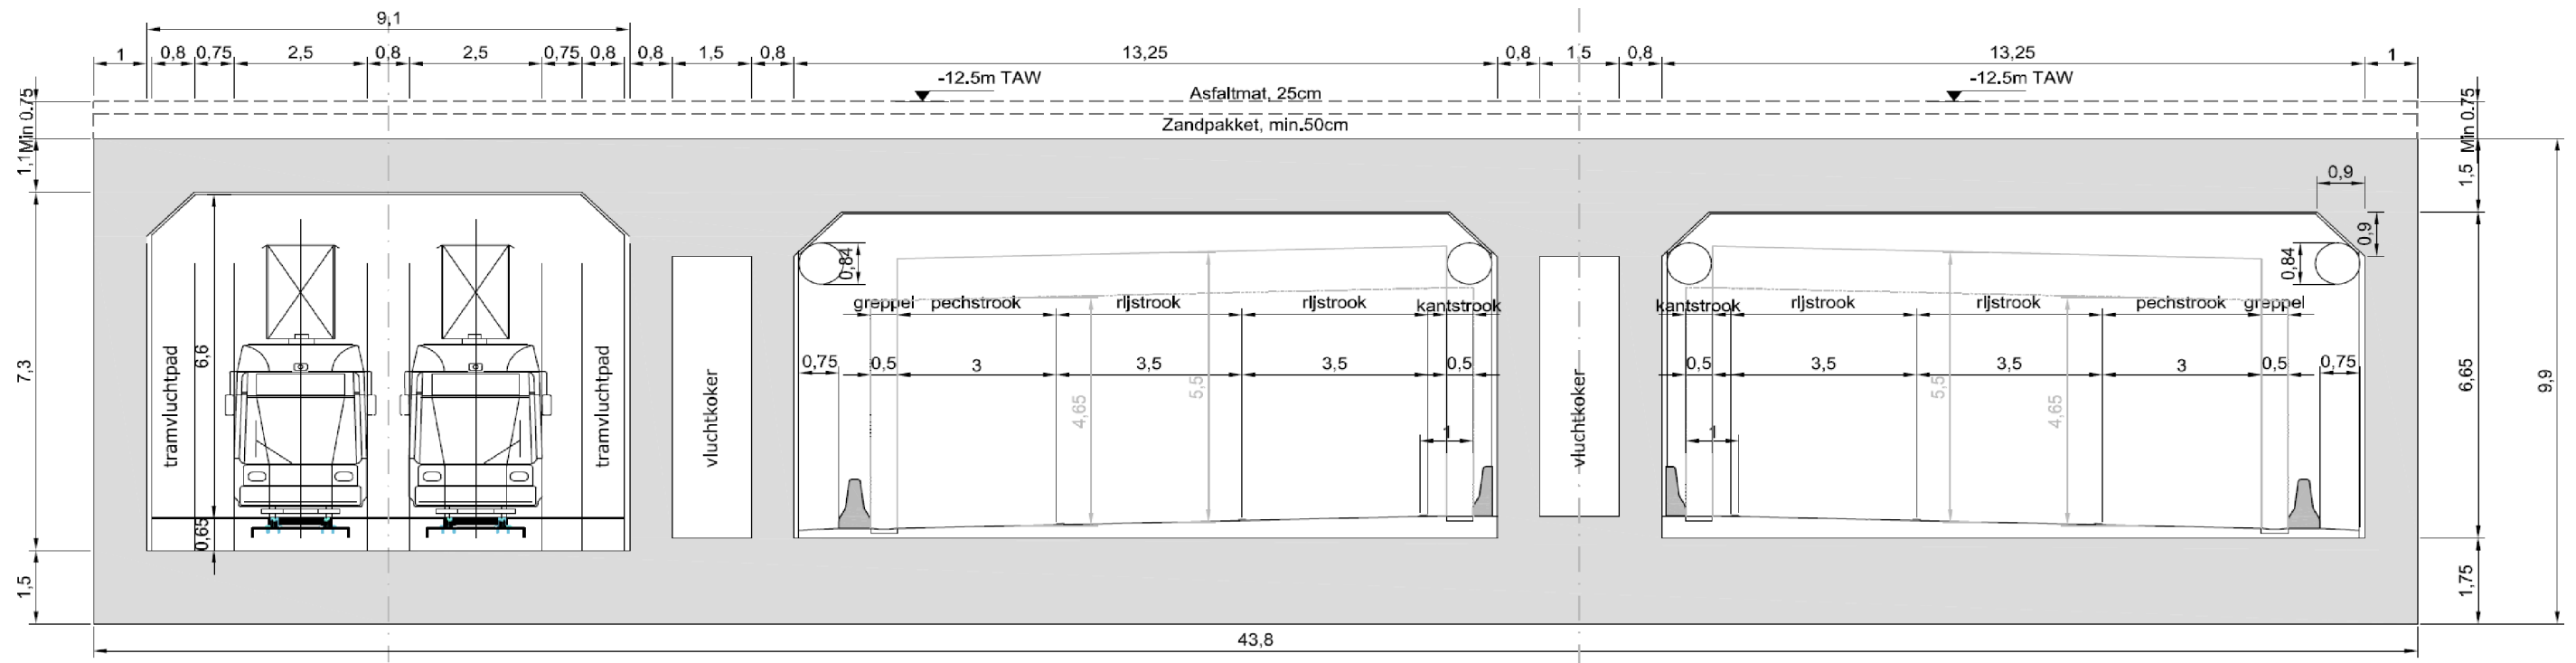 9,1
1 0,8 0,75 2,5 0,8 2,5 0,75 0,8 0,8 1,5 0,8 13,25 0,8 1,5 0,8 13,25 1
-12.5m TAW -12.5m TAW
Asfaltmat, 25cm
Zandpakket, min.50cm
Min 0.75
1,1
7,3
1,5
Min 0.75
1,5
6,65
1,75
9,9
0,9
0,9
0,84 0,84
greppel pechstrook rijstrook rijstrook kantstrook
kantstrook rijstrook rijstrook pechstrook greppel
0,75 0,5 3 3,5 3,5 0,5
0,5 3,5 3,5 3 0,5 0,75
tramvluchtpad
6,6
0,65
tramvluchtpad
vluchtkoker
4,65
5,5
1
vluchtkoker
1
5,5
4,65
43,8